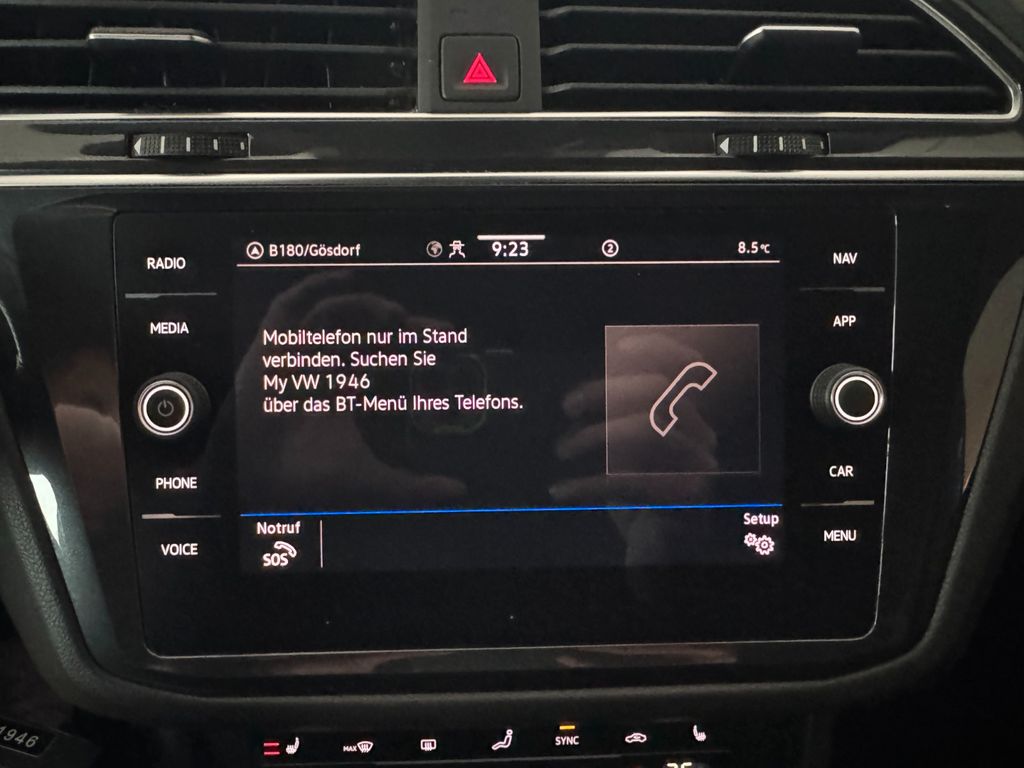 RADIO
MEDIA
PHONE
VOICE
B180/Gösdorf
9:23
2
8.5°C
Mobiltelefon nur im Stand
verbinden. Suchen Sie
My VW 1946
über das BT-Menü Ihres Telefons.
Notruf
SOS
Setup
NAV
APP
CAR
MENU
1946
MAX
SYNC